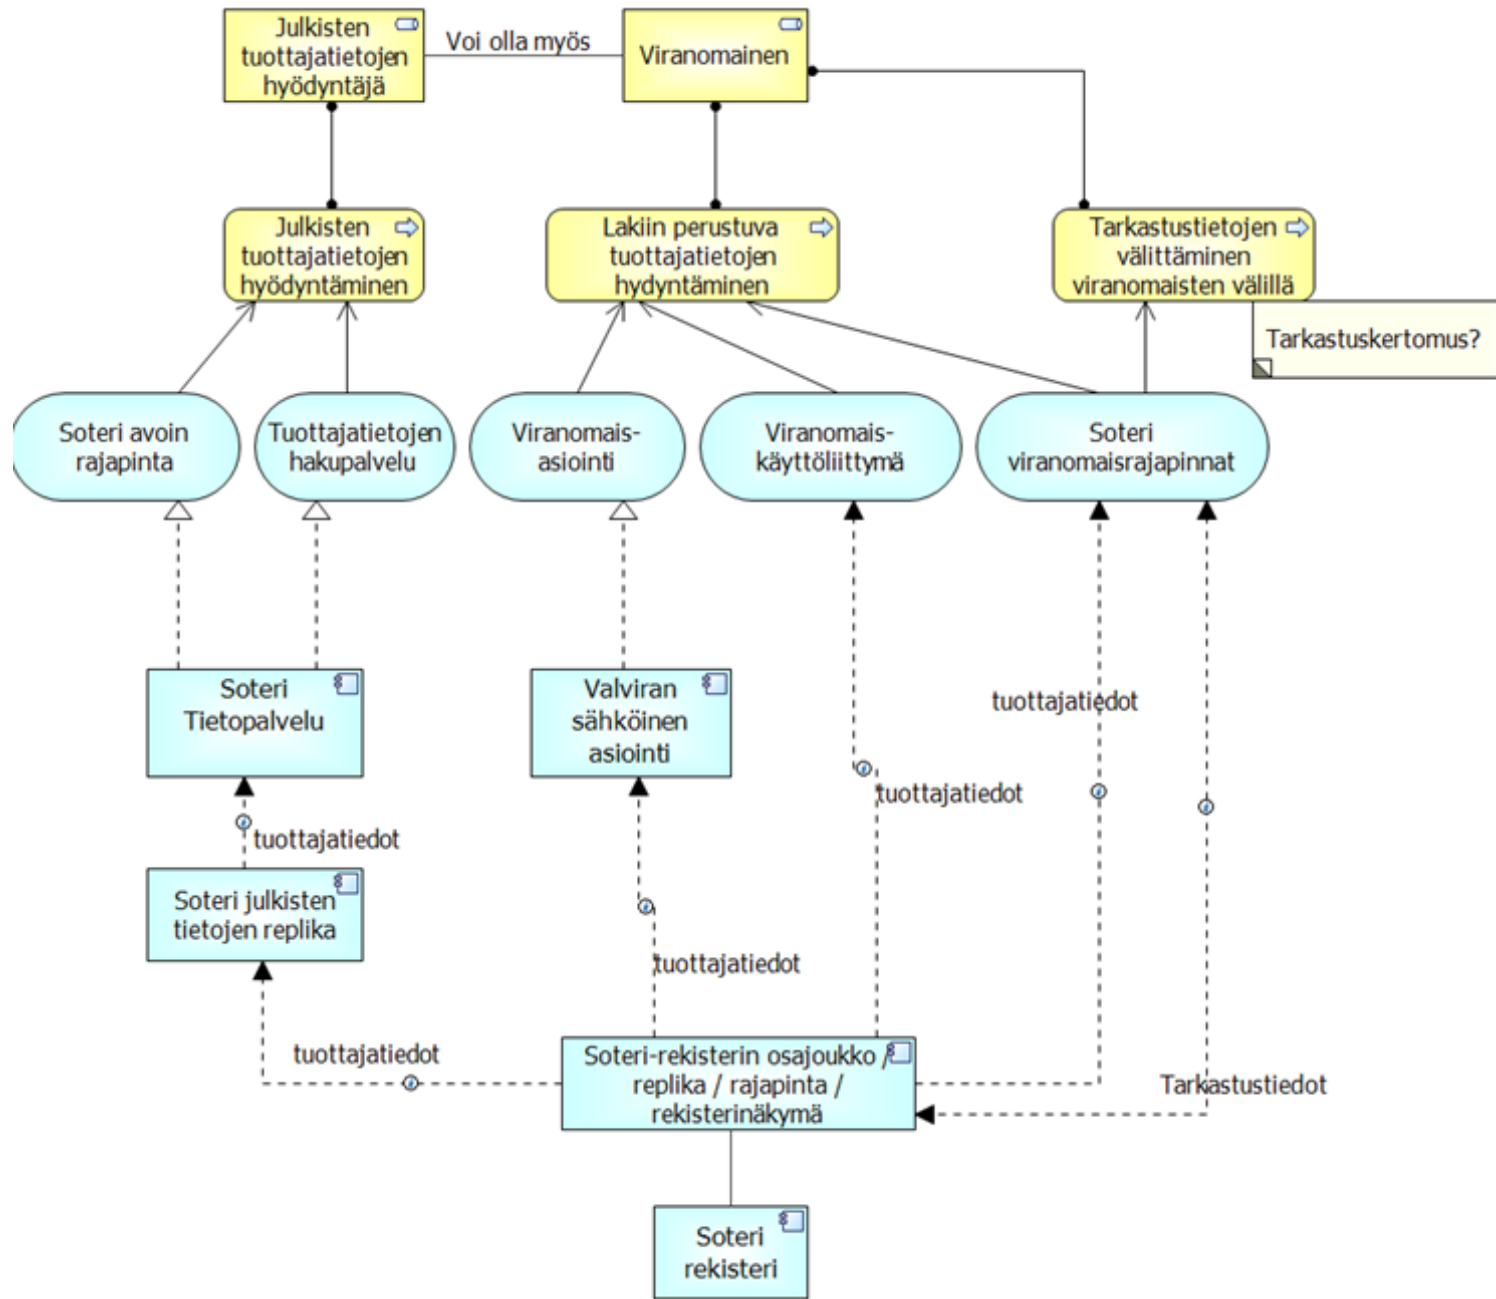 Julkisten
tuottajatietojen
hyödyntäjä
Voi olla myös
Viranomainen
Julkisten
tuottajatietojen
hyödyntäminen
Lakiin perustuva
tuottajatietojen
hydyntäminen
Tarkastustietojen
välittäminen
viranomaisten välillä
Tarkastuskertomus?
Soteri avoin
rajapinta
Tuottajatietojen
hakupalvelu
Viranomais-
asiointi
Viranomais-
käyttöliittymä
Soteri
viranomaisrajapinnat
Soteri
Tietopalvelu
Valviran
sähköinen
asiointi
tuottajatiedot
tuottajatiedot
tuottajatiedot
Soteri julkisten
tietojen replika
tuottajatiedot
tuottajatiedot
Soteri-rekisterin osajoukko /
replika / rajapinta /
rekisterinäkymä
Tarkastustiedot
Soteri
rekisteri